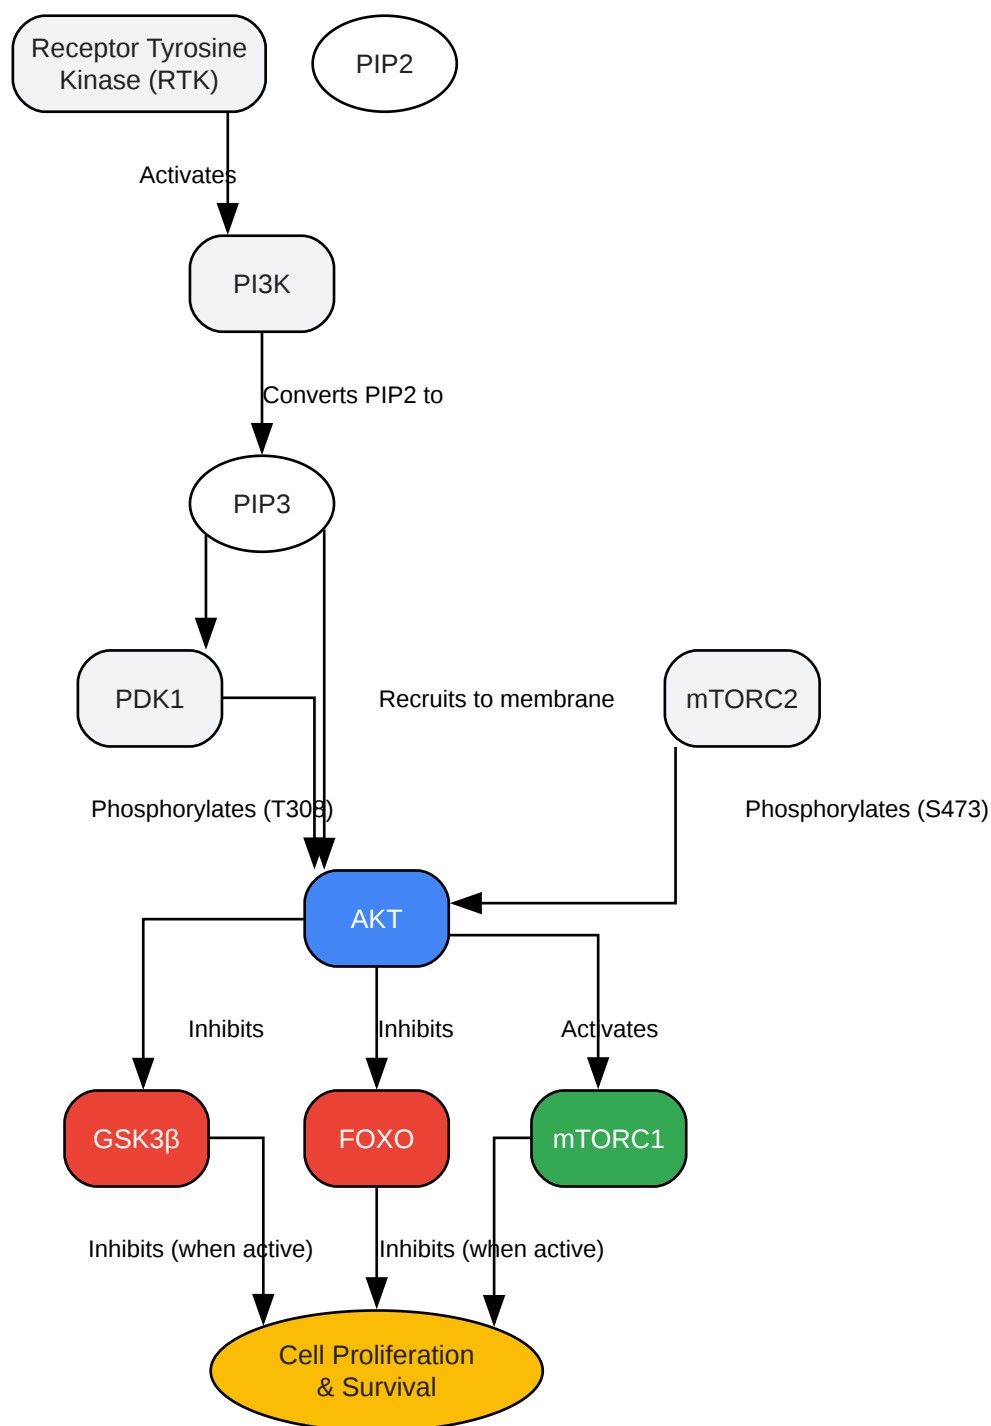 Receptor Tyrosine
Kinase (RTK)
PIP2
Activates
PI3K
Converts PIP2 to
PIP3
PDK1
Recruits to membrane
mTORC2
Phosphorylates (T308)
Phosphorylates (S473)
AKT
Inhibits
Inhibits
Activates
GSK3β
FOXO
mTORC1
Inhibits (when active)
Inhibits (when active)
Cell Proliferation
& Survival